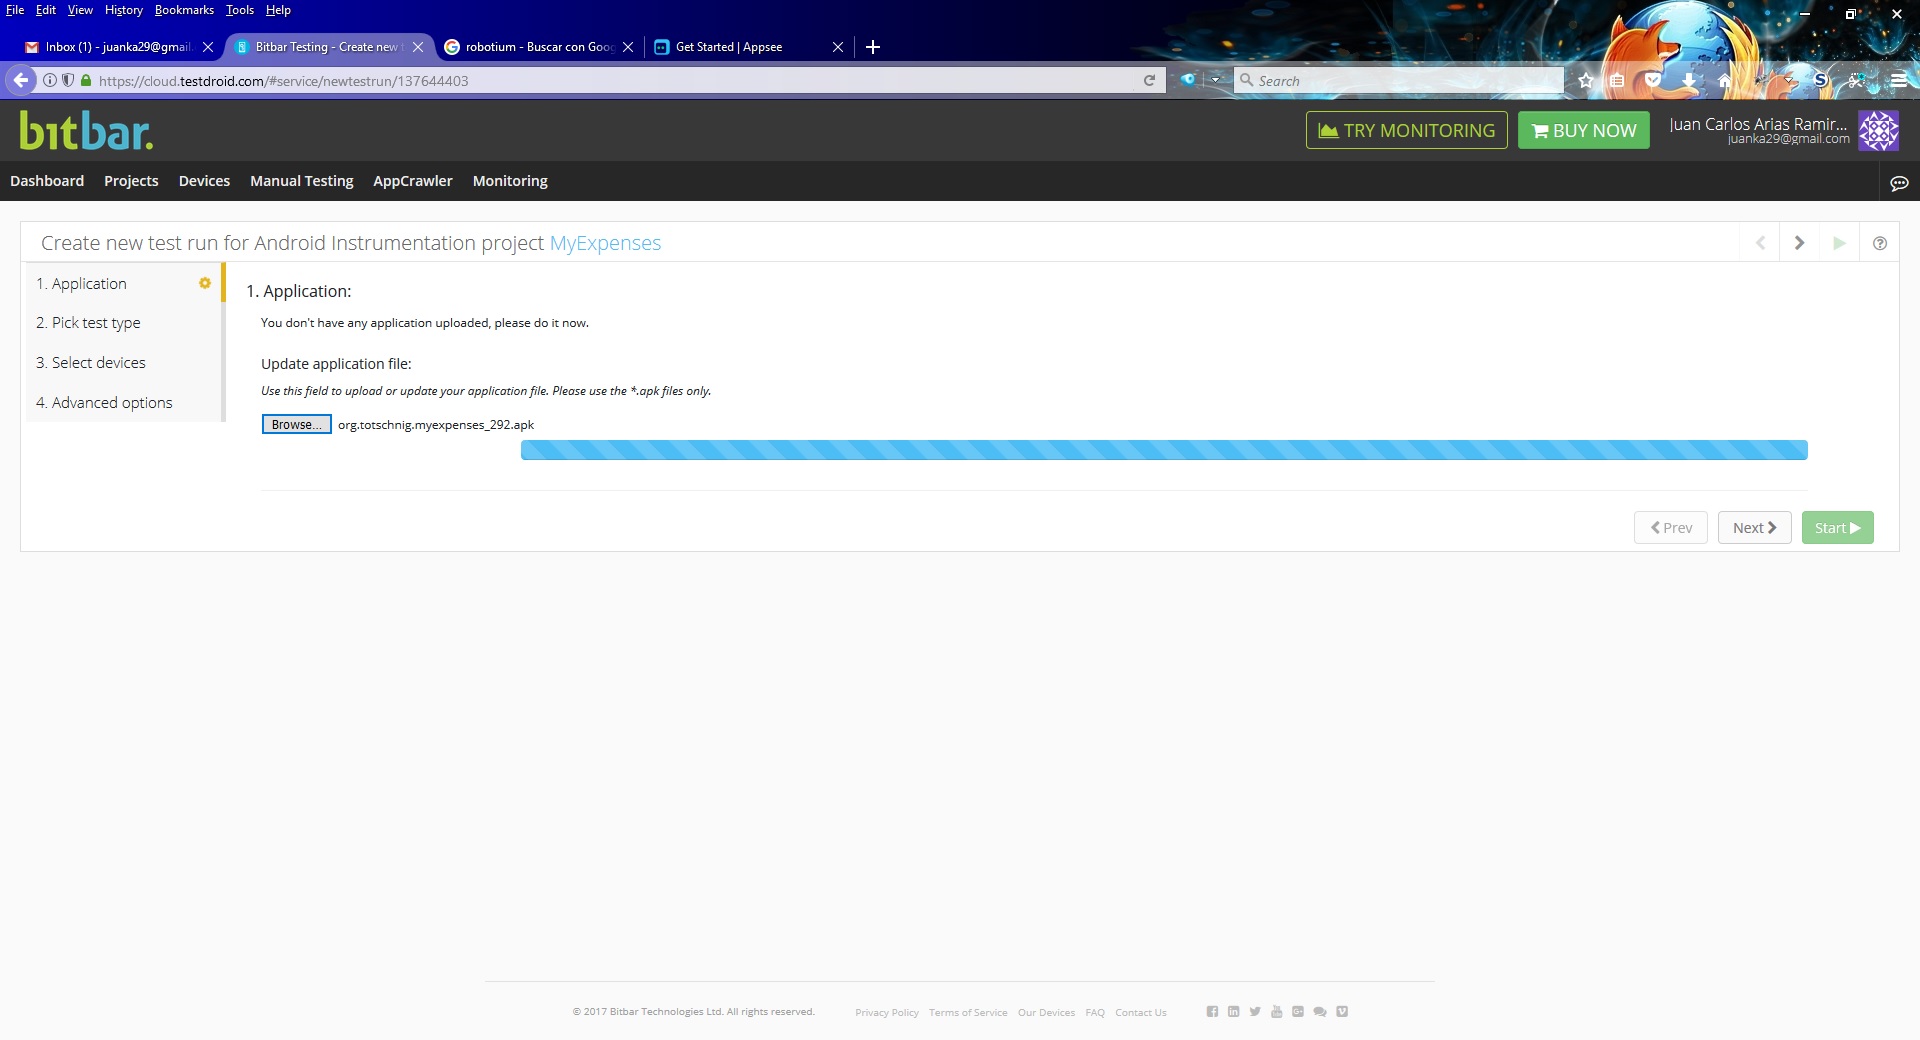 File Edit View History Bookmarks Tools Help
Inbox (1) - juanka29@gmail.
Bitbar Testing - Create new t
robotium - Buscar con Goog
Get Started | Appsee
https://cloud.testdroid.com/#service/newtestrun/137644403
Search
bitbar.
TRY MONITORING
BUY NOW
Juan Carlos Arias Ramir...
juanka29@gmail.com
Dashboard Projects Devices Manual Testing AppCrawler Monitoring
Create new test run for Android Instrumentation project MyExpenses
1. Application
2. Pick test type
3. Select devices
4. Advanced options
1. Application:
You don't have any application uploaded, please do it now.
Update application file:
Use this field to upload or update your application file. Please use the *.apk files only.
Browse... org.totschnig.myexpenses_292.apk
Prev Next Start
© 2017 Bitbar Technologies Ltd. All rights reserved. Privacy Policy Terms of Service Our Devices FAQ Contact Us